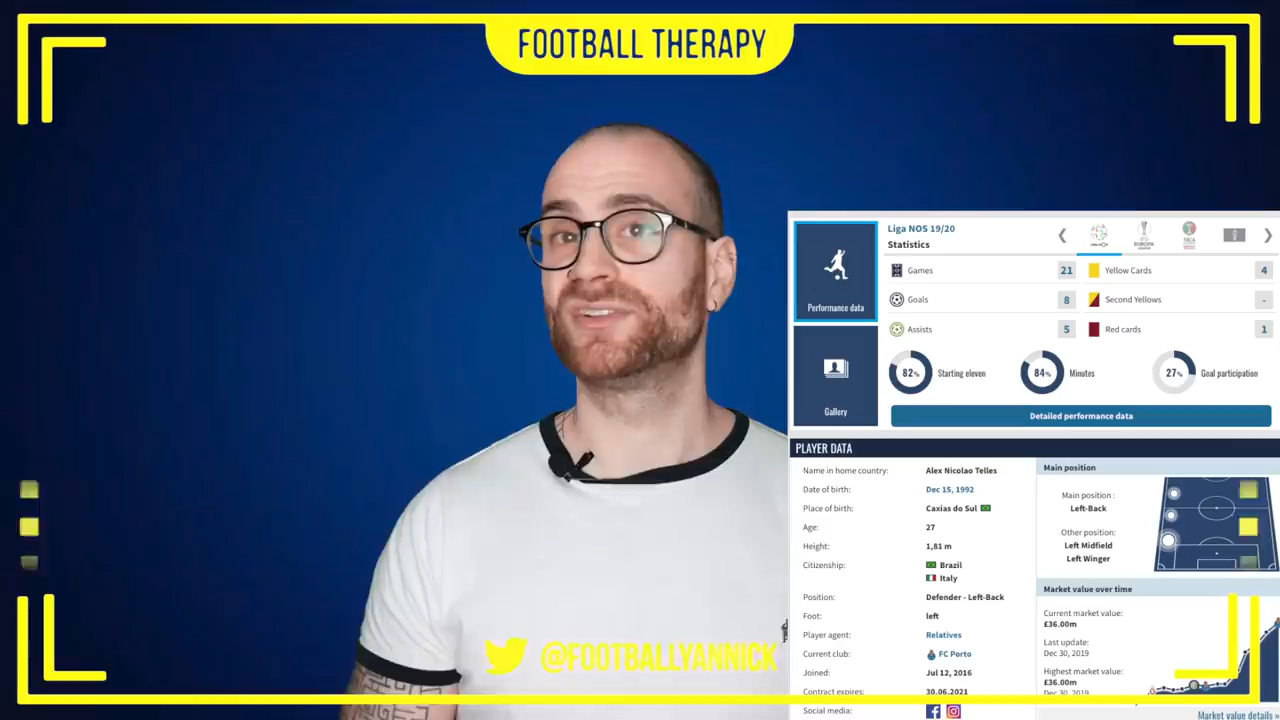 FOOTBALL THERAPY
Liga NOS 19/20
Statistics
Performance data
Games 21 Yellow Cards 4
Goals 8 Second Yellows -
Assists 5 Red cards 1
82% Starting eleven 84% Minutes 27% Goal participation
Gallery
Detailed performance data
PLAYER DATA
Name in home country: Alex Nicolao Telles
Date of birth: Dec 15, 1992
Place of birth: Caxias do Sul
Age: 27
Height: 1,81 m
Citizenship: Brazil
Italy
Position: Defender - Left-Back
Foot: left
Player agent: Relatives
Current club: FC Porto
Joined: Jul 12, 2016
Contract expires: 30.06.2021
Social media:
Main position
Main position :
Left-Back
Other position:
Left Midfield
Left Winger
Market value over time
Current market value:
£36.00m
Last update:
Dec 30, 2019
Highest market value:
£36.00m
Dec 30, 2019
Market value details »
@FOOTBALLYANNICK